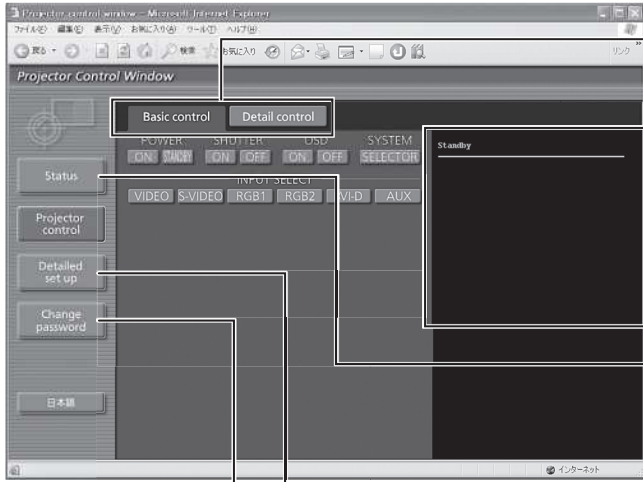 Projector control window - Microsoft Internet Explorer
ファイル(F) 編集(E) 表示(V) お気に入り(A) ツール(T) ヘルプ(H)
戻る 検索 お気に入り リンク »
Projector Control Window
Basic control Detail control
POWER SHUTTER OSD SYSTEM
ON STANDBY ON OFF ON OFF SELECTOR
Standby
INPUT SELECT
VIDEO S-VIDEO RGB1 RGB2 DVI-D AUX
Status
Projector
control
Detailed
set up
Change
password
日本語
インターネット